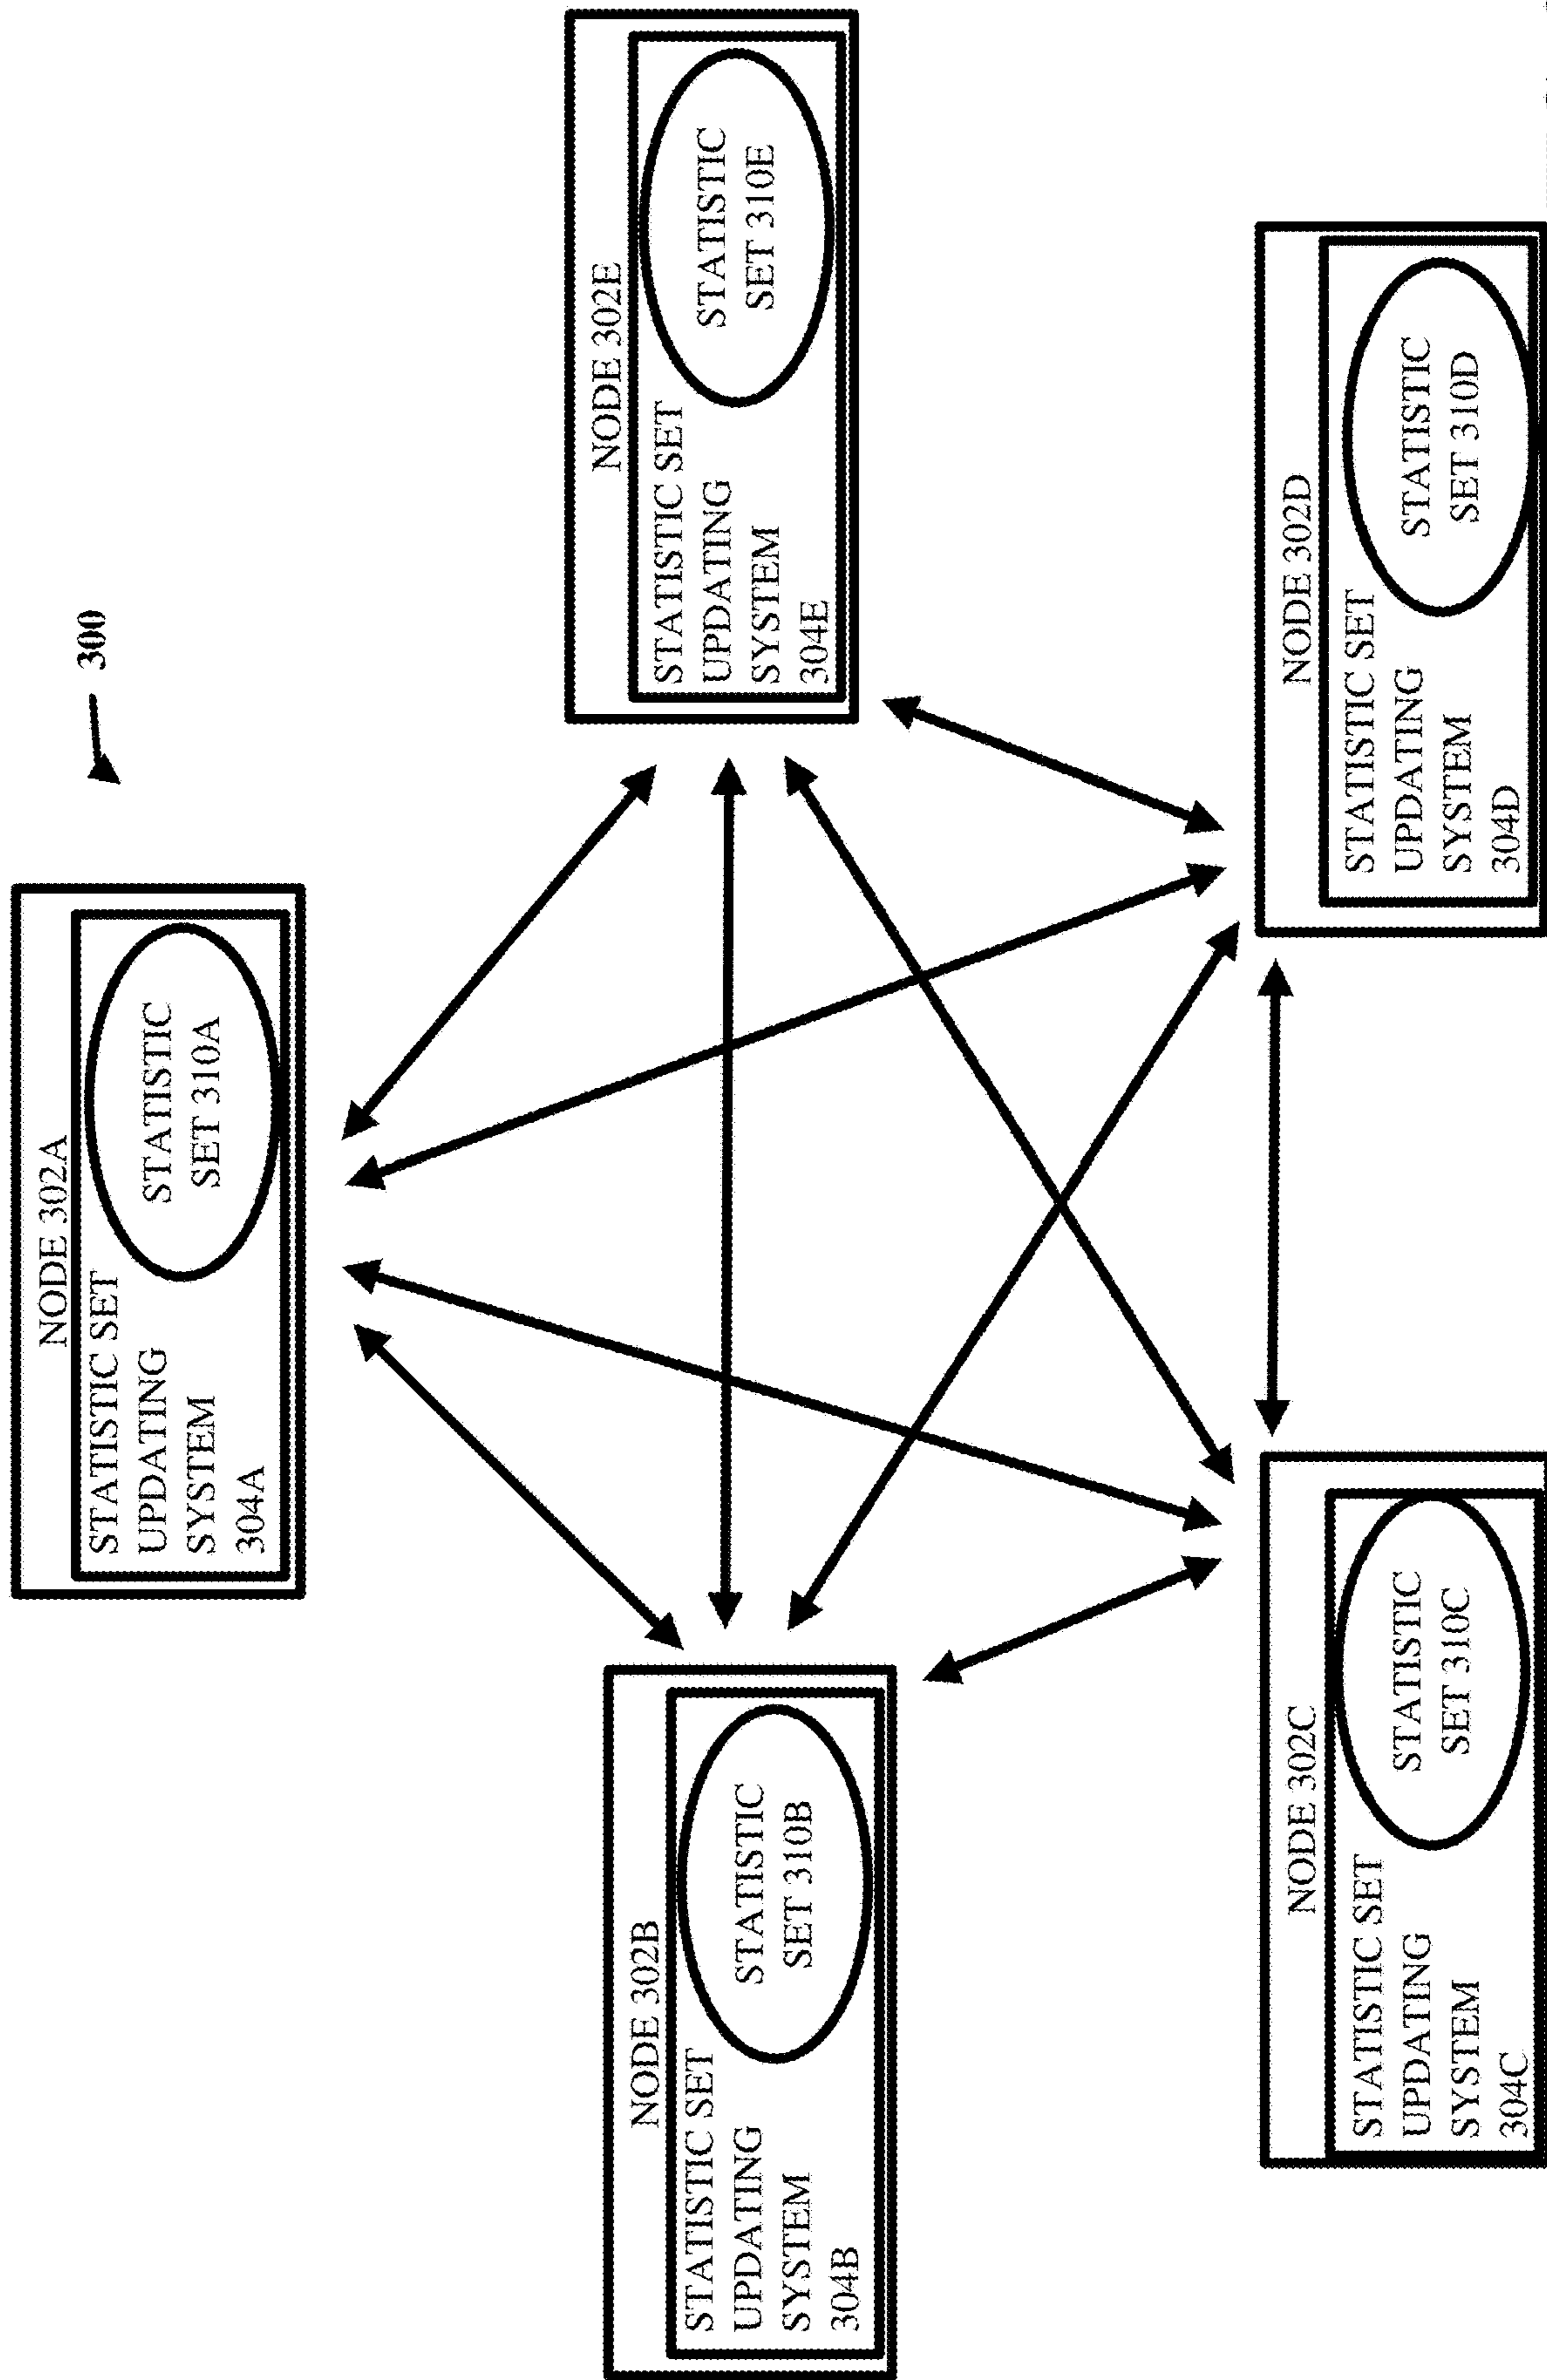 300
NODE 302A
STATISTIC SET
UPDATING
SYSTEM
304A
STATISTIC
SET 310A
NODE 302B
STATISTIC SET
UPDATING
SYSTEM
304B
STATISTIC
SET 310B
NODE 302E
STATISTIC SET
UPDATING
SYSTEM
304E
STATISTIC
SET 310E
NODE 302C
STATISTIC SET
UPDATING
SYSTEM
304C
STATISTIC
SET 310C
NODE 302D
STATISTIC SET
UPDATING
SYSTEM
304D
STATISTIC
SET 310D